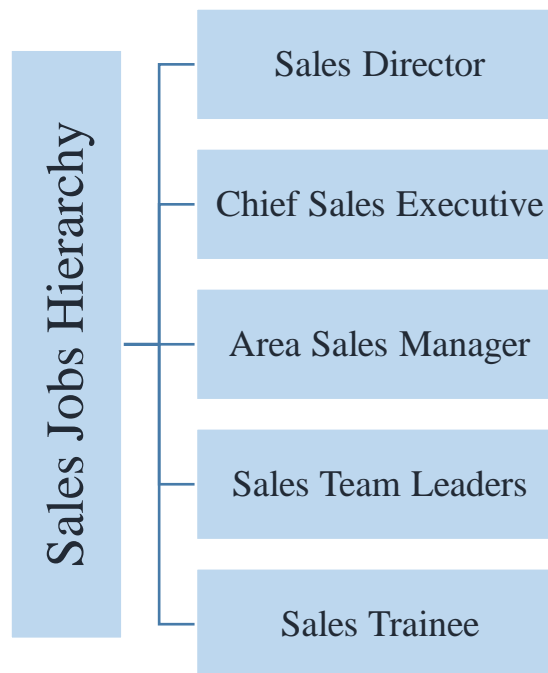 Sales Jobs Hierarchy
Sales Director
Chief Sales Executive
Area Sales Manager
Sales Team Leaders
Sales Trainee